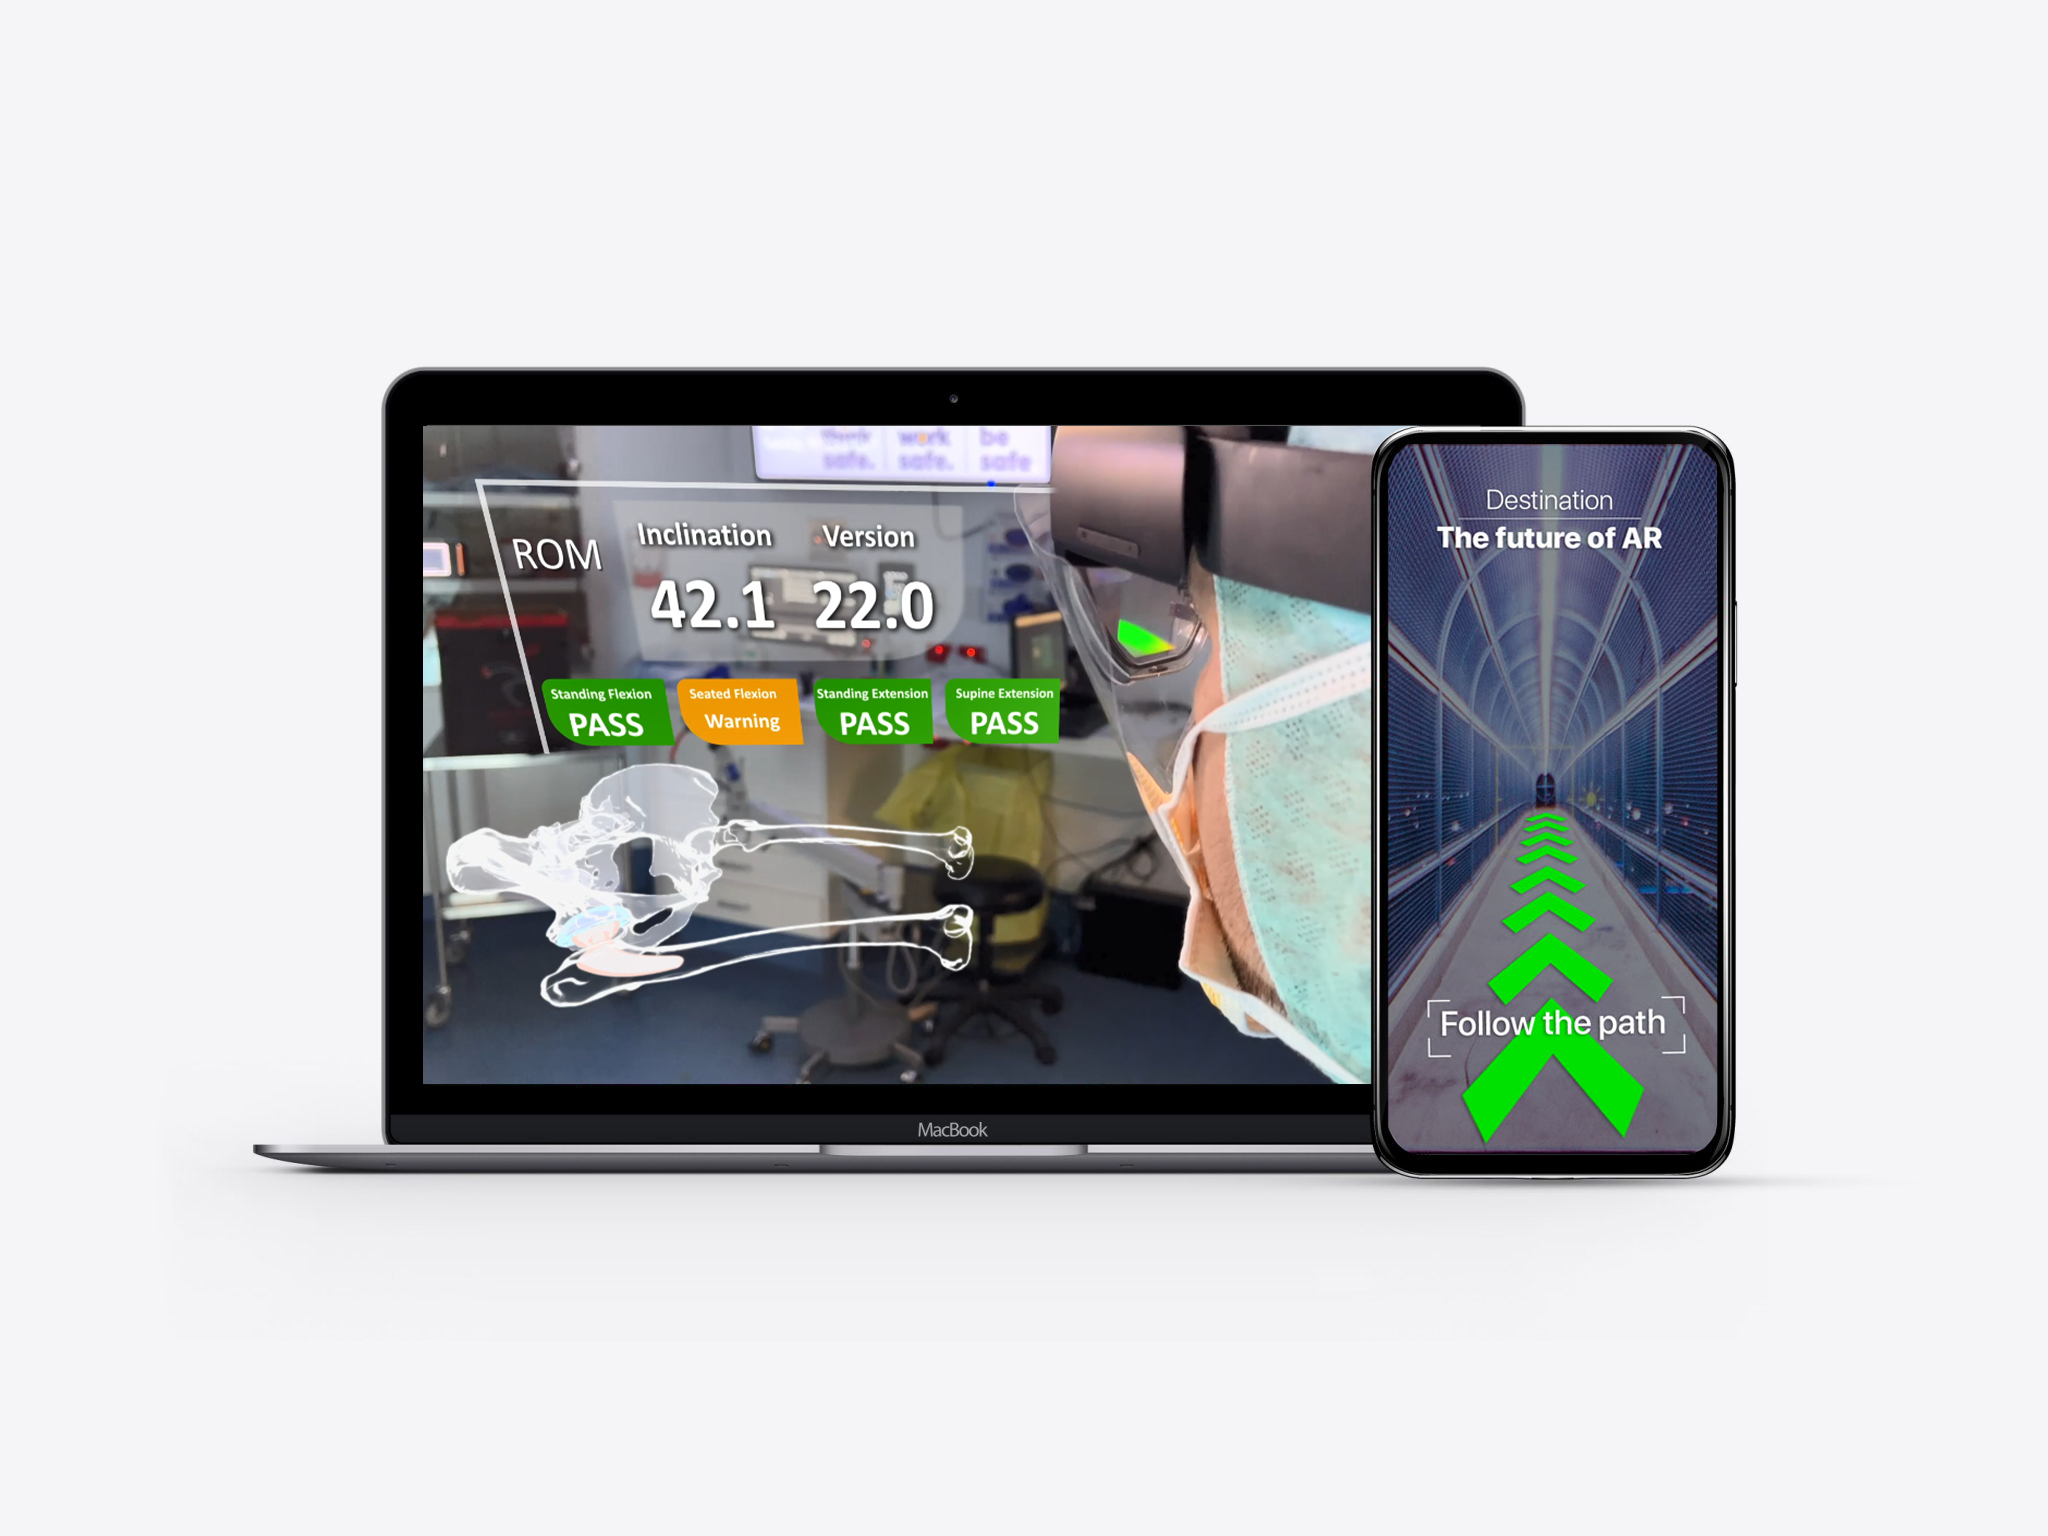 think work be
safe. safe. safe
ROM
Inclination Version
42.1 22.0
Standing Flexion
PASS
Seated Flexion
Warning
Standing Extension
PASS
Supine Extension
PASS
MacBook
Destination
The future of AR
Follow the path